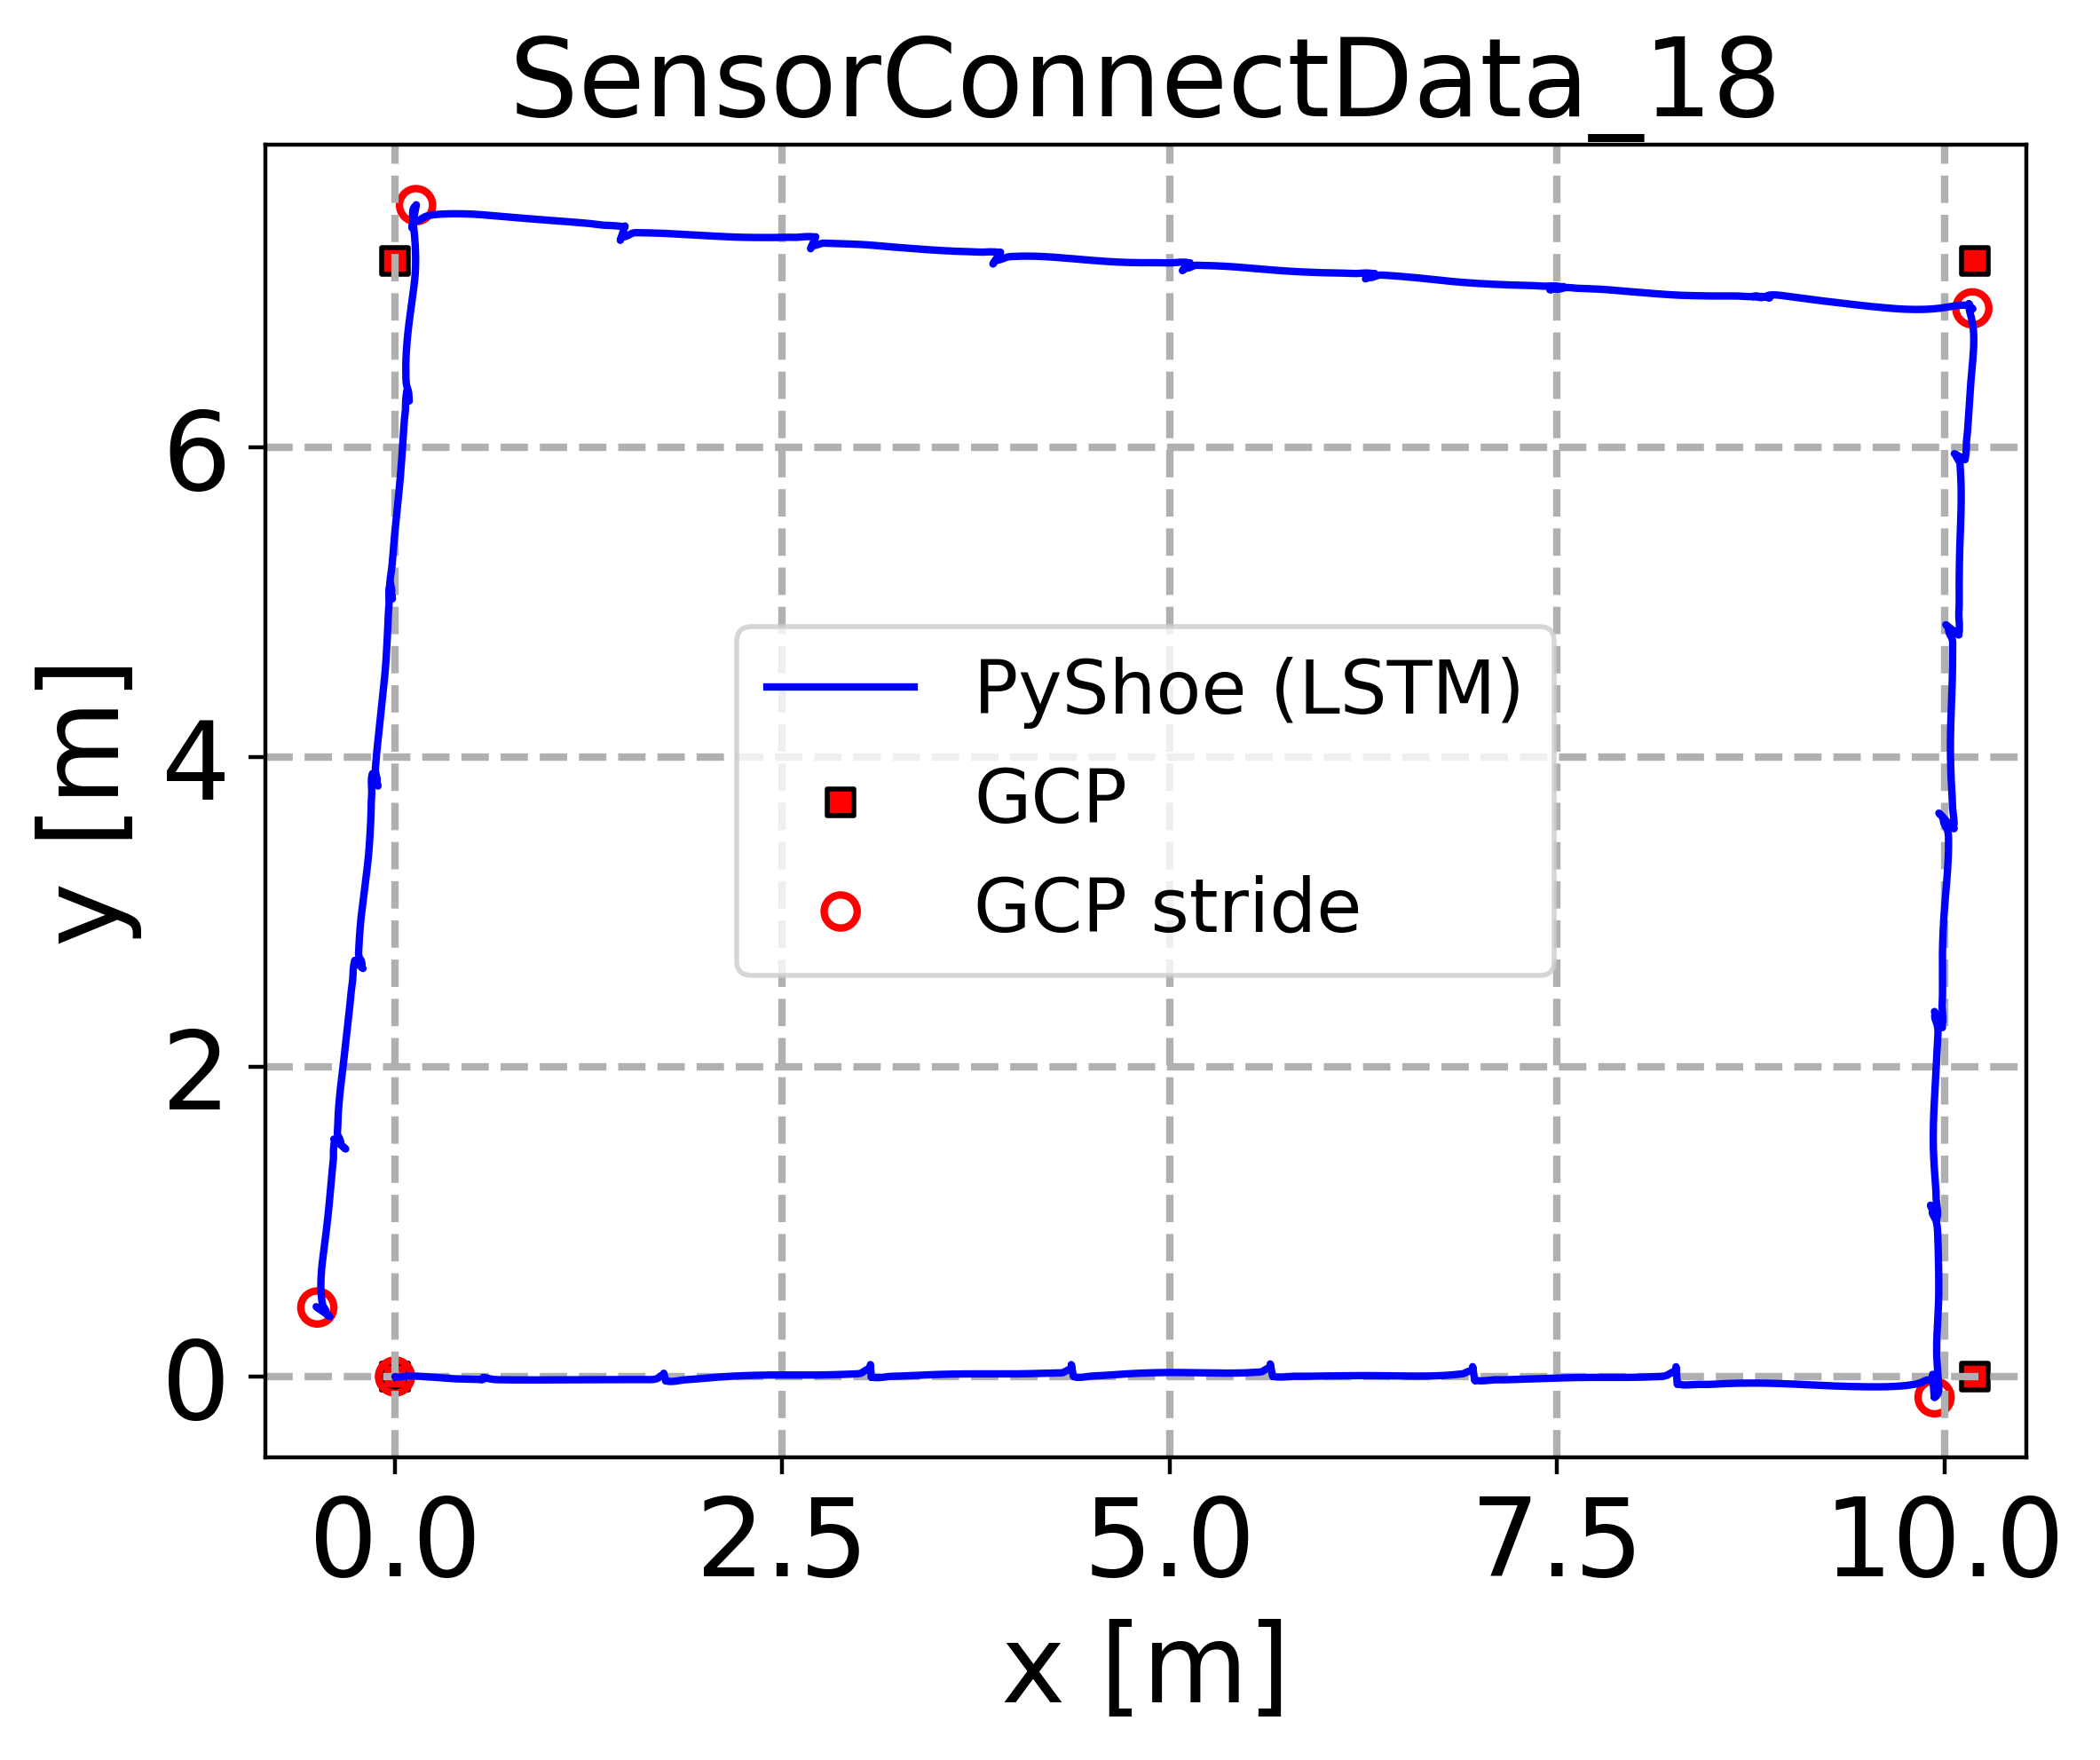 SensorConnectData_18
y [m]
6
4
2
0
PyShoe (LSTM)
GCP
GCP stride
0.0 2.5 5.0 7.5 10.0
x [m]